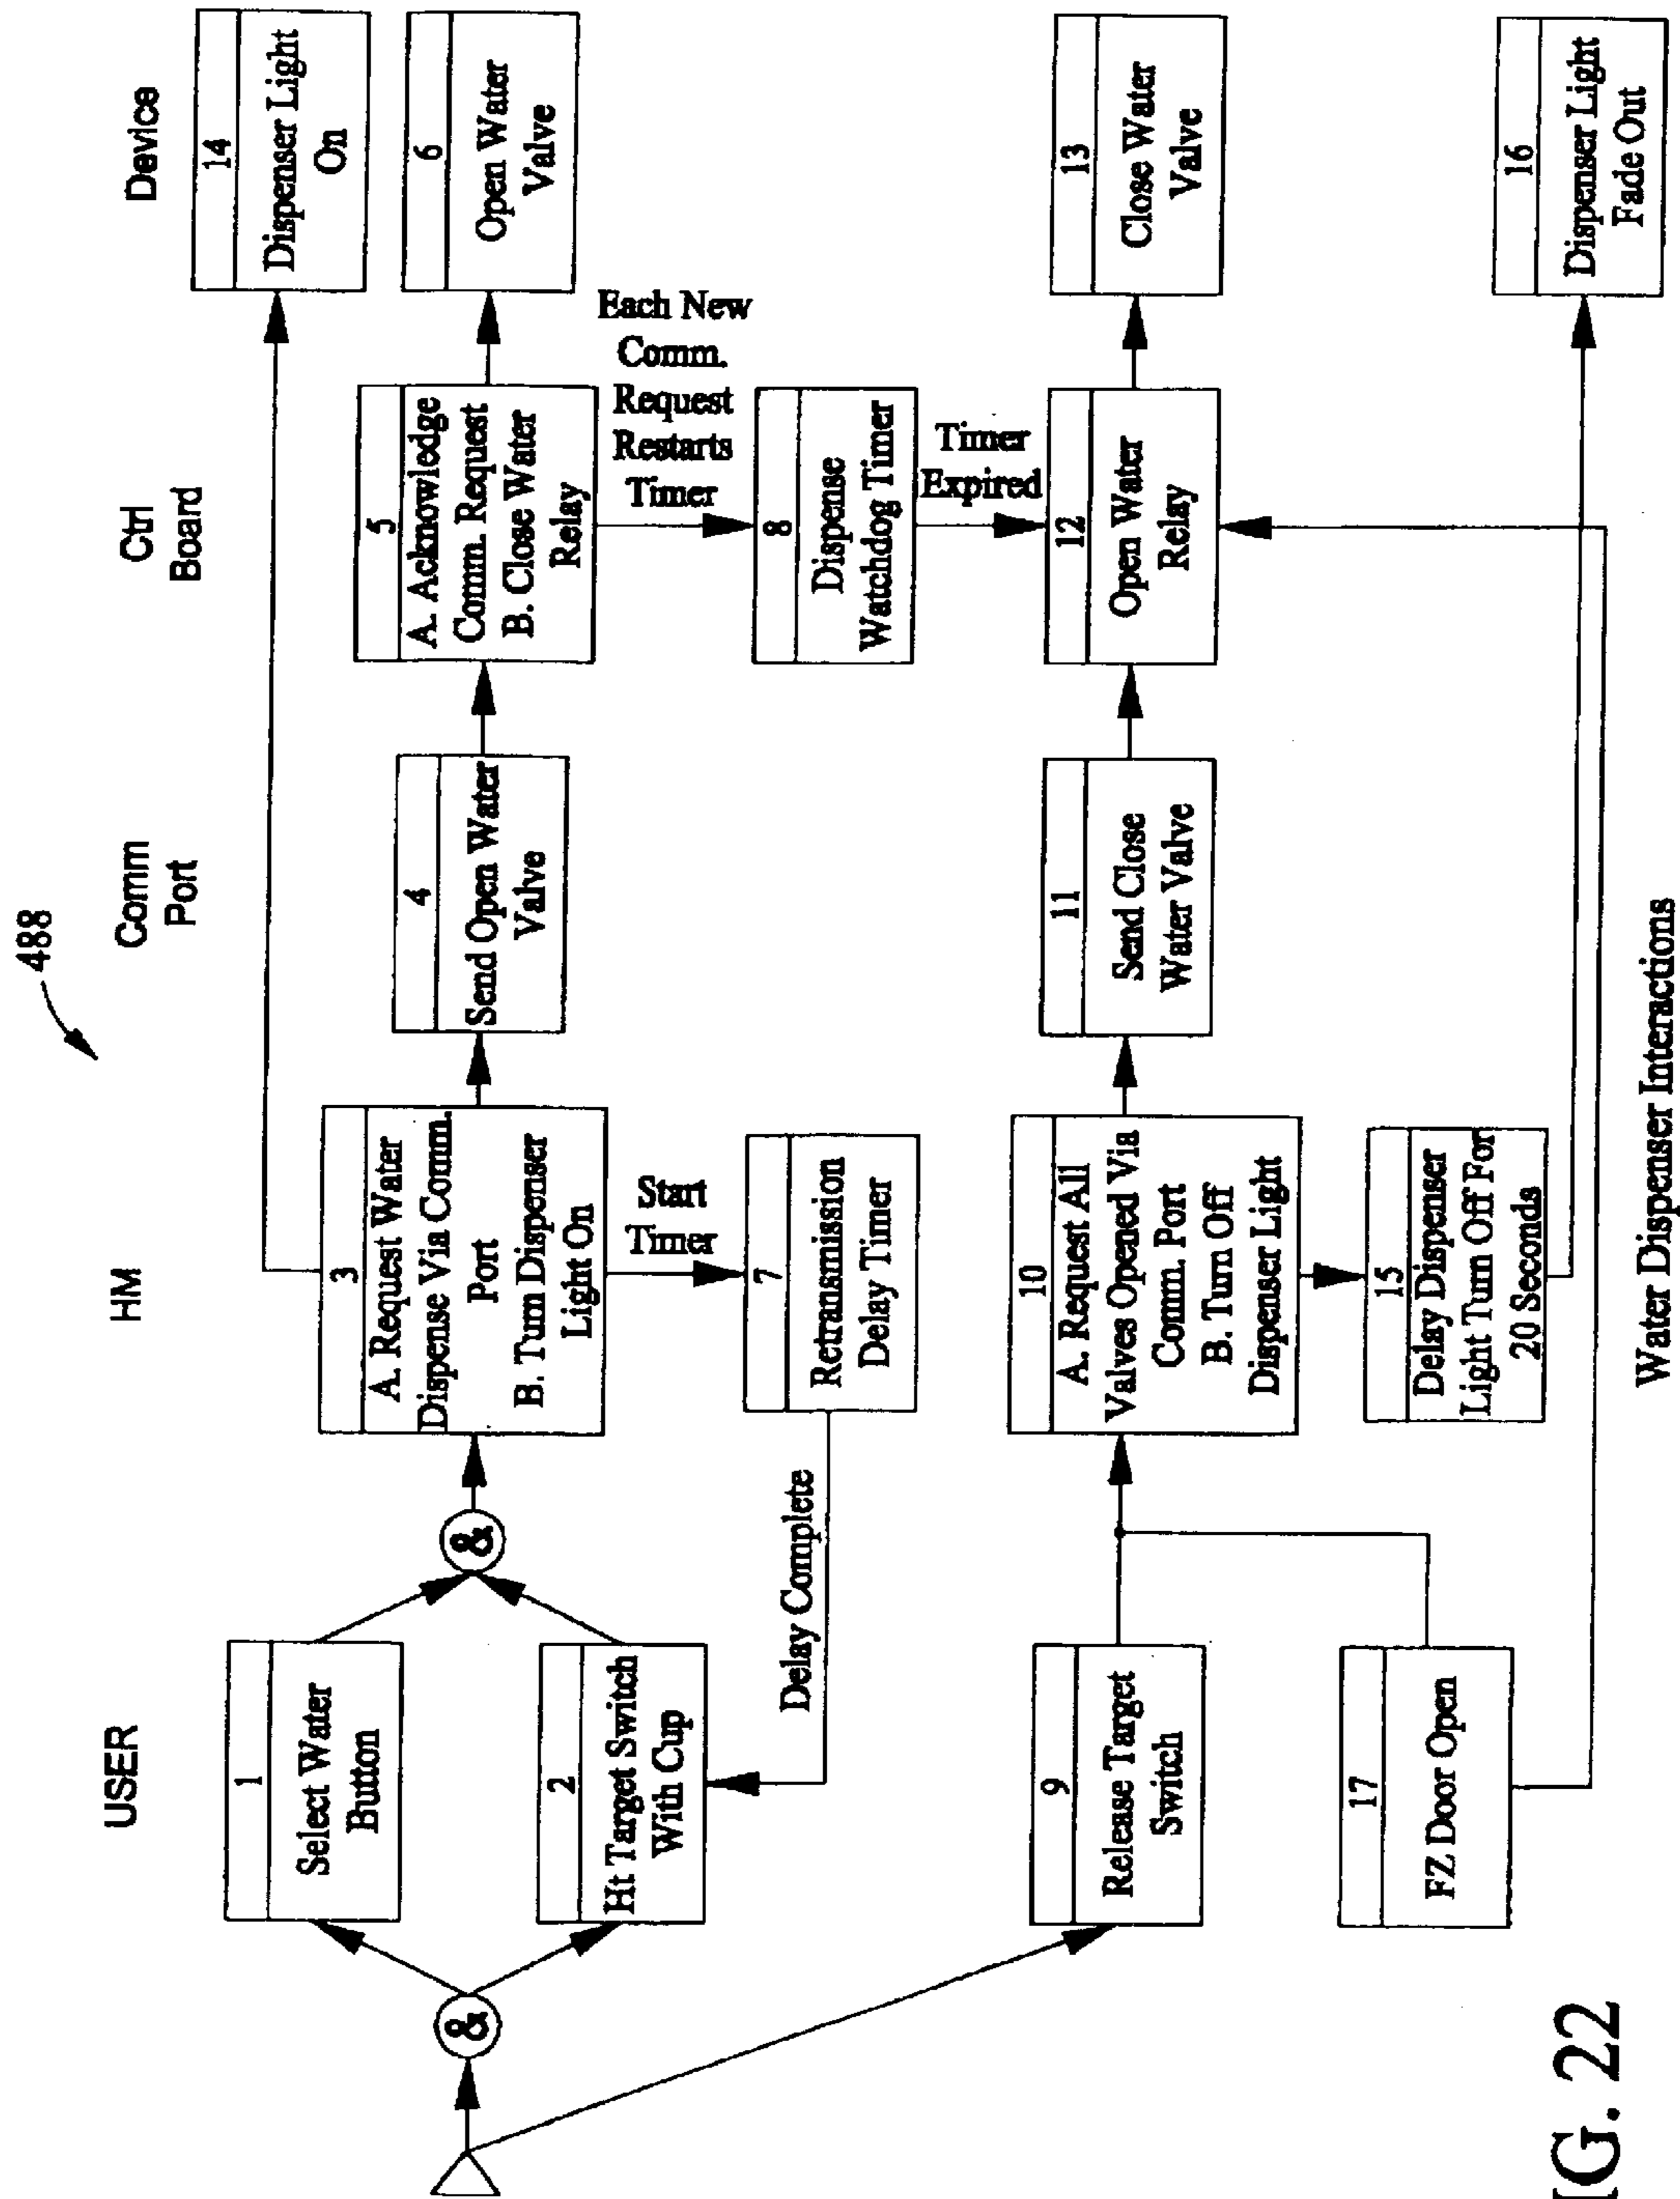 488
USER
HM
Comm
Port
Ctrl
Board
Device
&
1
Select Water
Button
2
Hit Target Switch
With Cup
&
3
A. Request Water
Dispense Via Comm.
Port
B. Turn Dispenser
Light On
4
Send Open Water
Valve
5
A. Acknowledge
Comm. Request
B. Close Water
Relay
14
Dispenser Light
On
6
Open Water
Valve
Start
Timer
7
Retransmission
Delay Timer
Delay Complete
Each New
Comm.
Request
Restarts
Timer
8
Dispense
Watchdog Timer
Timer
Expired
9
Release Target
Switch
10
A. Request All
Valves Opened Via
Comm. Port
B. Turn Off
Dispenser Light
11
Send Close
Water Valve
12
Open Water
Relay
13
Close Water
Valve
17
FZ Door Open
15
Delay Dispenser
Light Turn Off For
20 Seconds
16
Dispenser Light
Fade Out
Water Dispenser Interactions
IG. 22